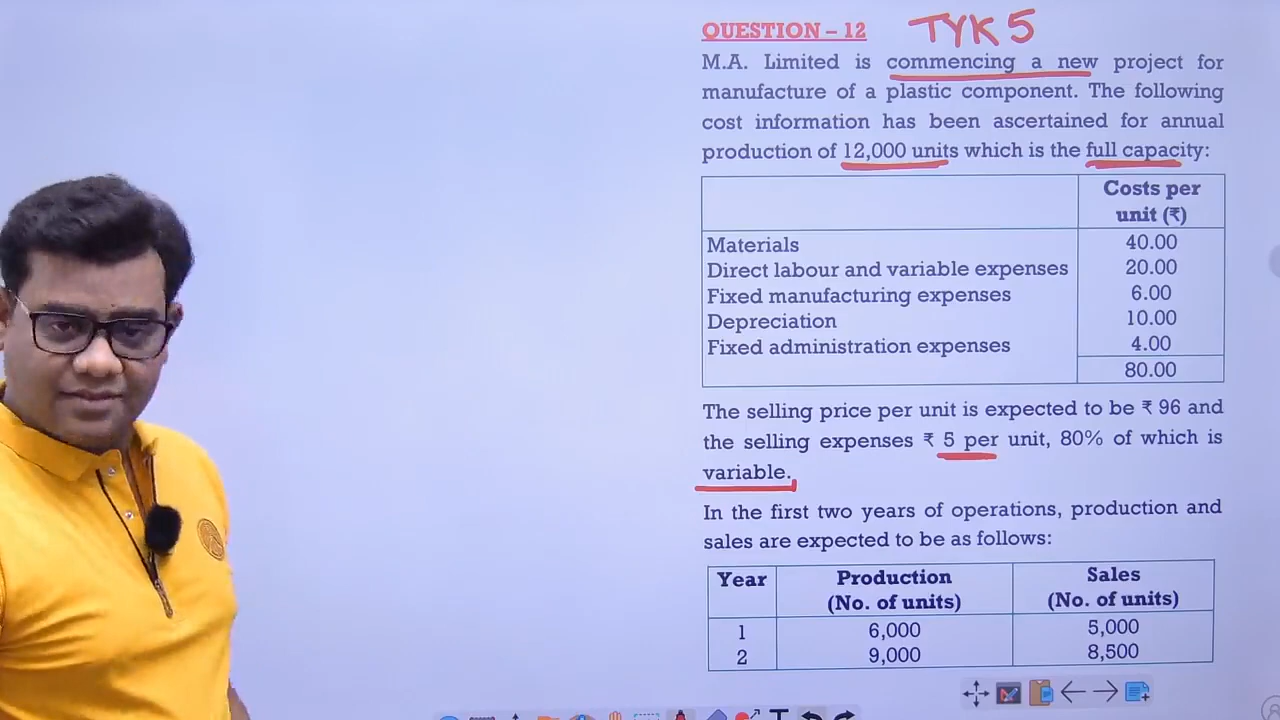 QUESTION – 12 TYK 5
M.A. Limited is commencing a new project for
manufacture of a plastic component. The following
cost information has been ascertained for annual
production of 12,000 units which is the full capacity:
Costs per
unit (₹)
Materials 40.00
Direct labour and variable expenses 20.00
Fixed manufacturing expenses 6.00
Depreciation 10.00
Fixed administration expenses 4.00
80.00
The selling price per unit is expected to be ₹ 96 and
the selling expenses ₹ 5 per unit, 80% of which is
variable.
In the first two years of operations, production and
sales are expected to be as follows:
Year Production Sales
(No. of units) (No. of units)
1 6,000 5,000
2 9,000 8,500